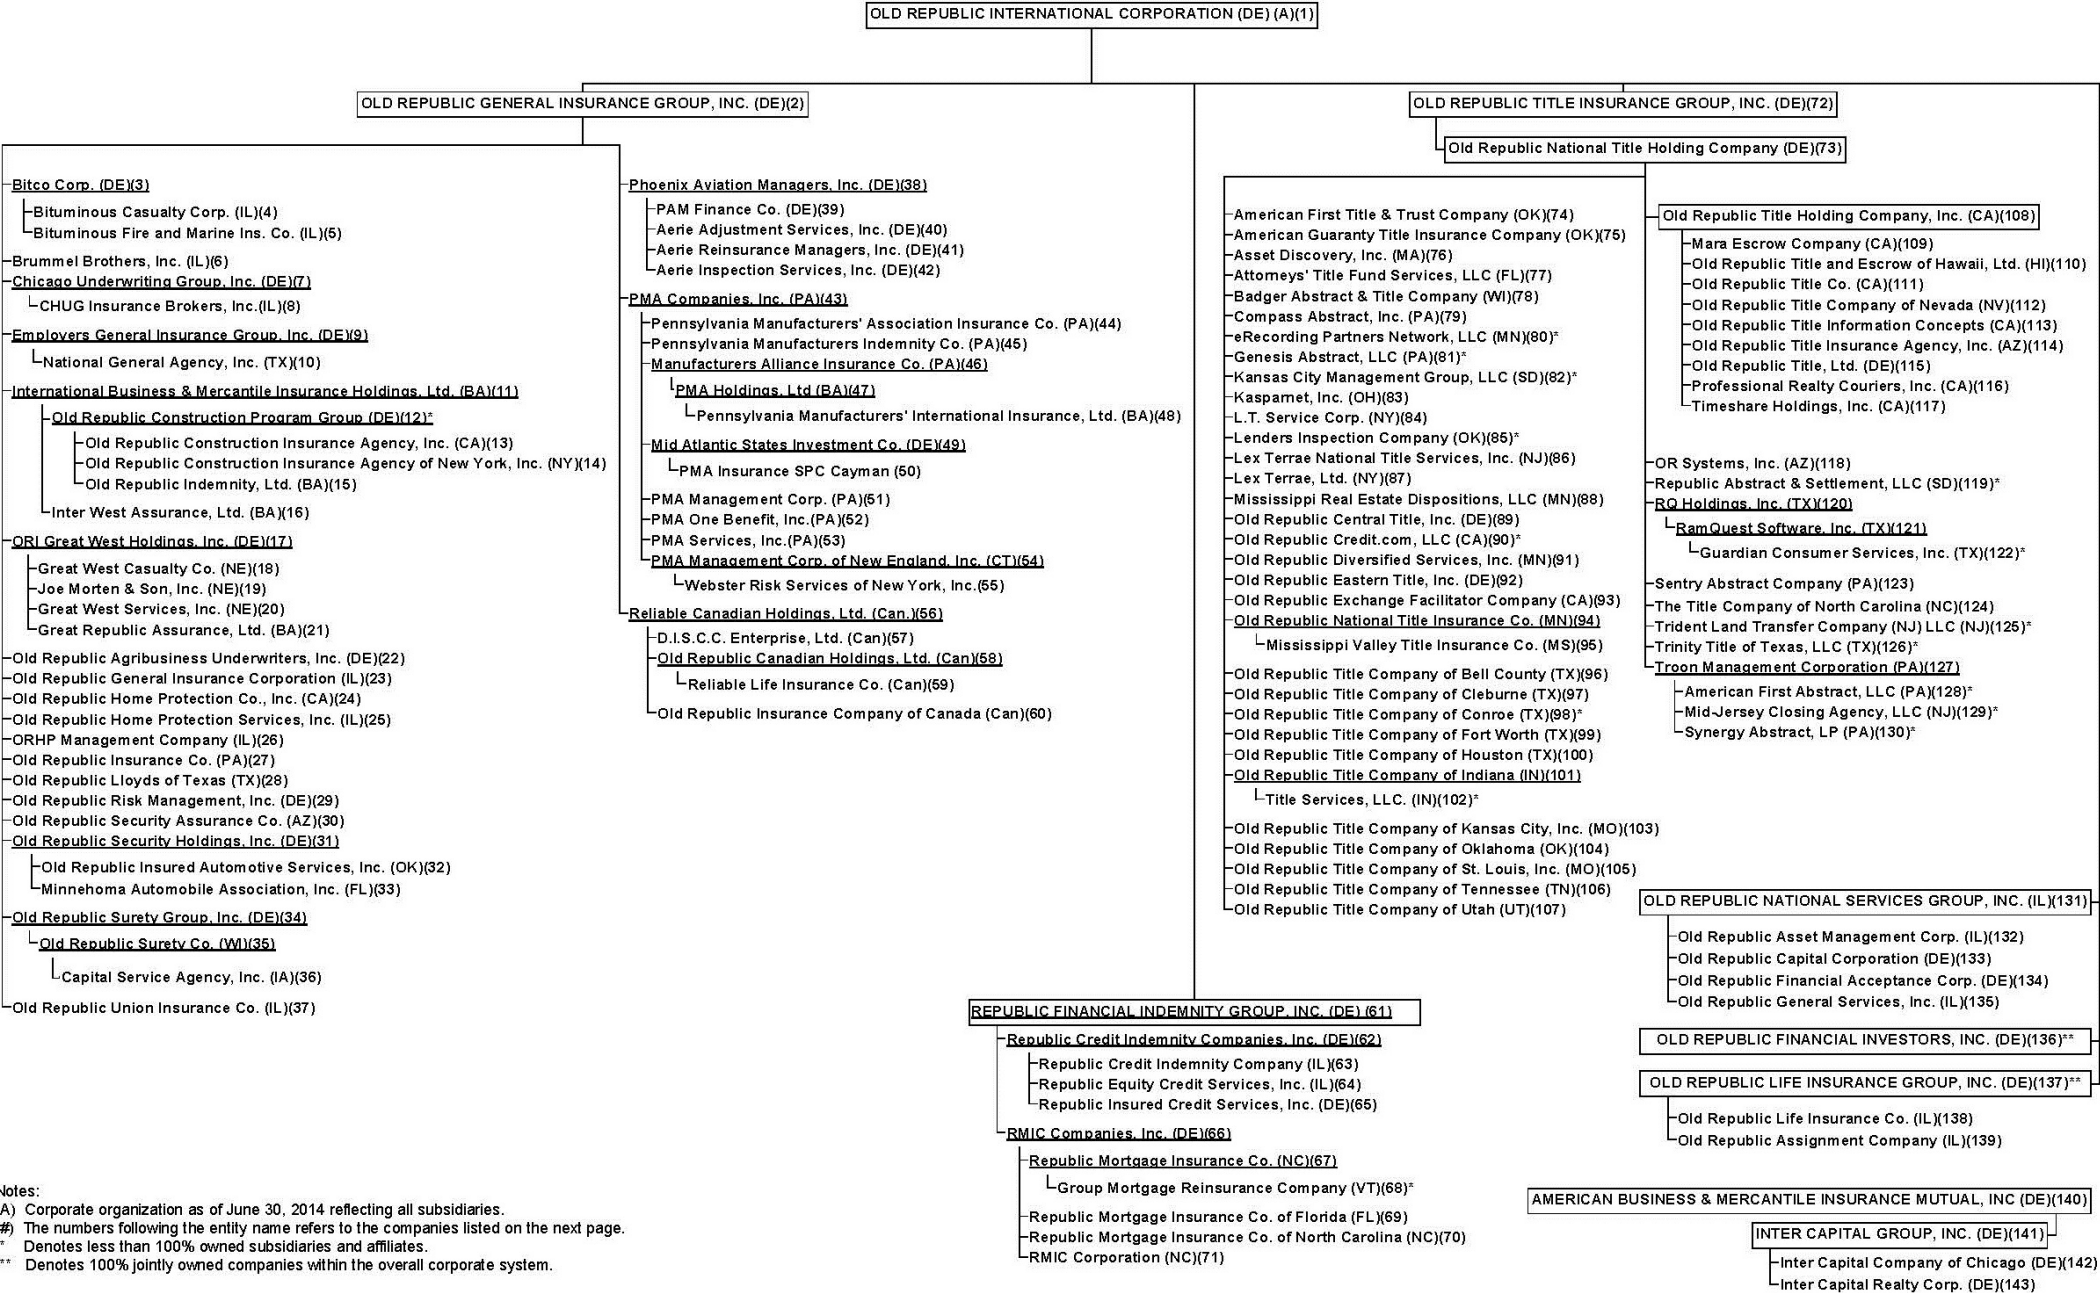 OLD REPUBLIC INTERNATIONAL CORPORATION (DE) (A)(1)
OLD REPUBLIC GENERAL INSURANCE GROUP, INC. (DE)(2)
Bitco Corp. (DE)(3)
Bituminous Casualty Corp. (IL)(4)
Bituminous Fire and Marine Ins. Co. (IL)(5)
Brummel Brothers, Inc. (IL)(6)
Chicago Underwriting Group, Inc. (DE)(7)
CHUG Insurance Brokers, Inc.(IL)(8)
Employers General Insurance Group, Inc. (DE)(9)
National General Agency, Inc. (TX)(10)
International Business & Mercantile Insurance Holdings, Ltd. (BA)(11)
Old Republic Construction Program Group (DE)(12)*
Old Republic Construction Insurance Agency, Inc. (CA)(13)
Old Republic Construction Insurance Agency of New York, Inc. (NY)(14)
Old Republic Indemnity, Ltd. (BA)(15)
Inter West Assurance, Ltd. (BA)(16)
ORI Great West Holdings, Inc. (DE)(17)
Great West Casualty Co. (NE)(18)
Joe Morten & Son, Inc. (NE)(19)
Great West Services, Inc. (NE)(20)
Great Republic Assurance, Ltd. (BA)(21)
Old Republic Agribusiness Underwriters, Inc. (DE)(22)
Old Republic General Insurance Corporation (IL)(23)
Old Republic Home Protection Co., Inc. (CA)(24)
Old Republic Home Protection Services, Inc. (IL)(25)
ORHP Management Company (IL)(26)
Old Republic Insurance Co. (PA)(27)
Old Republic Lloyds of Texas (TX)(28)
Old Republic Risk Management, Inc. (DE)(29)
Old Republic Security Assurance Co. (AZ)(30)
Old Republic Security Holdings, Inc. (DE)(31)
Old Republic Insured Automotive Services, Inc. (OK)(32)
Minnehoma Automobile Association, Inc. (FL)(33)
Old Republic Surety Group, Inc. (DE)(34)
Old Republic Surety Co. (WI)(35)
Capital Service Agency, Inc. (IA)(36)
Old Republic Union Insurance Co. (IL)(37)
Phoenix Aviation Managers, Inc. (DE)(38)
PAM Finance Co. (DE)(39)
Aerie Adjustment Services, Inc. (DE)(40)
Aerie Reinsurance Managers, Inc. (DE)(41)
Aerie Inspection Services, Inc. (DE)(42)
PMA Companies, Inc. (PA)(43)
Pennsylvania Manufacturers' Association Insurance Co. (PA)(44)
Pennsylvania Manufacturers Indemnity Co. (PA)(45)
Manufacturers Alliance Insurance Co. (PA)(46)
PMA Holdings, Ltd (BA)(47)
Pennsylvania Manufacturers' International Insurance, Ltd. (BA)(48)
Mid Atlantic States Investment Co. (DE)(49)
PMA Insurance SPC Cayman (50)
PMA Management Corp. (PA)(51)
PMA One Benefit, Inc.(PA)(52)
PMA Services, Inc.(PA)(53)
PMA Management Corp. of New England, Inc. (CT)(54)
Webster Risk Services of New York, Inc.(55)
Reliable Canadian Holdings, Ltd. (Can.)(56)
D.I.S.C.C. Enterprise, Ltd. (Can)(57)
Old Republic Canadian Holdings, Ltd. (Can)(58)
Reliable Life Insurance Co. (Can)(59)
Old Republic Insurance Company of Canada (Can)(60)
REPUBLIC FINANCIAL INDEMNITY GROUP, INC. (DE) (61)
Republic Credit Indemnity Companies, Inc. (DE)(62)
Republic Credit Indemnity Company (IL)(63)
Republic Equity Credit Services, Inc. (IL)(64)
Republic Insured Credit Services, Inc. (DE)(65)
RMIC Companies, Inc. (DE)(66)
Republic Mortgage Insurance Co. (NC)(67)
Group Mortgage Reinsurance Company (VT)(68)*
Republic Mortgage Insurance Co. of Florida (FL)(69)
Republic Mortgage Insurance Co. of North Carolina (NC)(70)
RMIC Corporation (NC)(71)
OLD REPUBLIC TITLE INSURANCE GROUP, INC. (DE)(72)
Old Republic National Title Holding Company (DE)(73)
American First Title & Trust Company (OK)(74)
American Guaranty Title Insurance Company (OK)(75)
Asset Discovery, Inc. (MA)(76)
Attorneys' Title Fund Services, LLC (FL)(77)
Badger Abstract & Title Company (WI)(78)
Compass Abstract, Inc. (PA)(79)
eRecording Partners Network, LLC (MN)(80)*
Genesis Abstract, LLC (PA)(81)*
Kansas City Management Group, LLC (SD)(82)*
Kasparnet, Inc. (OH)(83)
L.T. Service Corp. (NY)(84)
Lenders Inspection Company (OK)(85)*
Lex Terrae National Title Services, Inc. (NJ)(86)
Lex Terrae, Ltd. (NY)(87)
Mississippi Real Estate Dispositions, LLC (MN)(88)
Old Republic Central Title, Inc. (DE)(89)
Old Republic Credit.com, LLC (CA)(90)*
Old Republic Diversified Services, Inc. (MN)(91)
Old Republic Eastern Title, Inc. (DE)(92)
Old Republic Exchange Facilitator Company (CA)(93)
Old Republic National Title Insurance Co. (MN)(94)
Mississippi Valley Title Insurance Co. (MS)(95)
Old Republic Title Company of Bell County (TX)(96)
Old Republic Title Company of Cleburne (TX)(97)
Old Republic Title Company of Conroe (TX)(98)*
Old Republic Title Company of Fort Worth (TX)(99)
Old Republic Title Company of Houston (TX)(100)
Old Republic Title Company of Indiana (IN)(101)
Title Services, LLC. (IN)(102)*
Old Republic Title Company of Kansas City, Inc. (MO)(103)
Old Republic Title Company of Oklahoma (OK)(104)
Old Republic Title Company of St. Louis, Inc. (MO)(105)
Old Republic Title Company of Tennessee (TN)(106)
Old Republic Title Company of Utah (UT)(107)
Old Republic Title Holding Company, Inc. (CA)(108)
Mara Escrow Company (CA)(109)
Old Republic Title and Escrow of Hawaii, Ltd. (HI)(110)
Old Republic Title Co. (CA)(111)
Old Republic Title Company of Nevada (NV)(112)
Old Republic Title Information Concepts (CA)(113)
Old Republic Title Insurance Agency, Inc. (AZ)(114)
Old Republic Title, Ltd. (DE)(115)
Professional Realty Couriers, Inc. (CA)(116)
Timeshare Holdings, Inc. (CA)(117)
OR Systems, Inc. (AZ)(118)
Republic Abstract & Settlement, LLC (SD)(119)*
RQ Holdings, Inc. (TX)(120)
RamQuest Software, Inc. (TX)(121)
Guardian Consumer Services, Inc. (TX)(122)*
Sentry Abstract Company (PA)(123)
The Title Company of North Carolina (NC)(124)
Trident Land Transfer Company (NJ) LLC (NJ)(125)*
Trinity Title of Texas, LLC (TX)(126)*
Troon Management Corporation (PA)(127)
American First Abstract, LLC (PA)(128)*
Mid-Jersey Closing Agency, LLC (NJ)(129)*
Synergy Abstract, LP (PA)(130)*
OLD REPUBLIC NATIONAL SERVICES GROUP, INC. (IL)(131)
Old Republic Asset Management Corp. (IL)(132)
Old Republic Capital Corporation (DE)(133)
Old Republic Financial Acceptance Corp. (DE)(134)
Old Republic General Services, Inc. (IL)(135)
OLD REPUBLIC FINANCIAL INVESTORS, INC. (DE)(136)**
OLD REPUBLIC LIFE INSURANCE GROUP, INC. (DE)(137)**
Old Republic Life Insurance Co. (IL)(138)
Old Republic Assignment Company (IL)(139)
AMERICAN BUSINESS & MERCANTILE INSURANCE MUTUAL, INC (DE)(140)
INTER CAPITAL GROUP, INC. (DE)(141)
Inter Capital Company of Chicago (DE)(142)
Inter Capital Realty Corp. (DE)(143)
Notes:
A) Corporate organization as of June 30, 2014 reflecting all subsidiaries.
#) The numbers following the entity name refers to the companies listed on the next page.
* Denotes less than 100% owned subsidiaries and affiliates.
** Denotes 100% jointly owned companies within the overall corporate system.